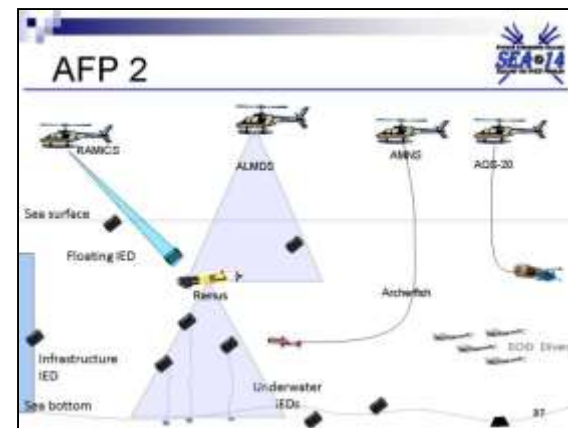 AFP 2
SEA-14
RAMICS
ALMDS
AMNS
AQS-20
Sea surface
Floating IED
Remus
Archerfish
EOD Divers
Infrastructure
IED
Underwater
IEDs
Sea bottom
37